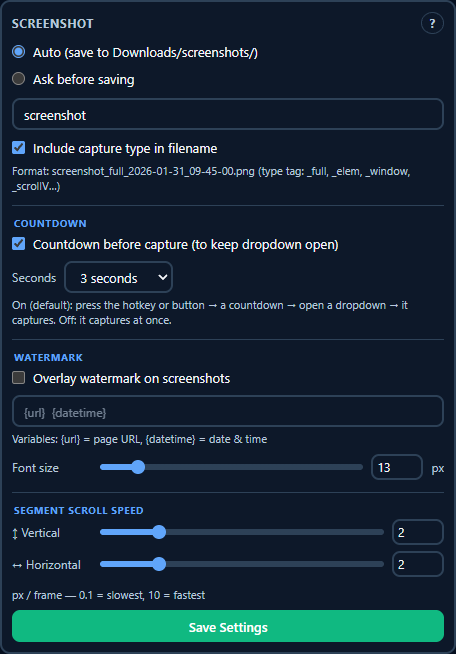 SCREENSHOT
?
Auto (save to Downloads/screenshots/)
Ask before saving
screenshot
Include capture type in filename
Format: screenshot_full_2026-01-31_09-45-00.png (type tag: _full, _elem, _window,
_scrollV...)
COUNTDOWN
Countdown before capture (to keep dropdown open)
Seconds 3 seconds
On (default): press the hotkey or button → a countdown → open a dropdown → it
captures. Off: it captures at once.
WATERMARK
Overlay watermark on screenshots
{url} {datetime}
Variables: {url} = page URL, {datetime} = date & time
Font size 13 px
SEGMENT SCROLL SPEED
↕ Vertical 2
↔ Horizontal 2
px / frame — 0.1 = slowest, 10 = fastest
Save Settings